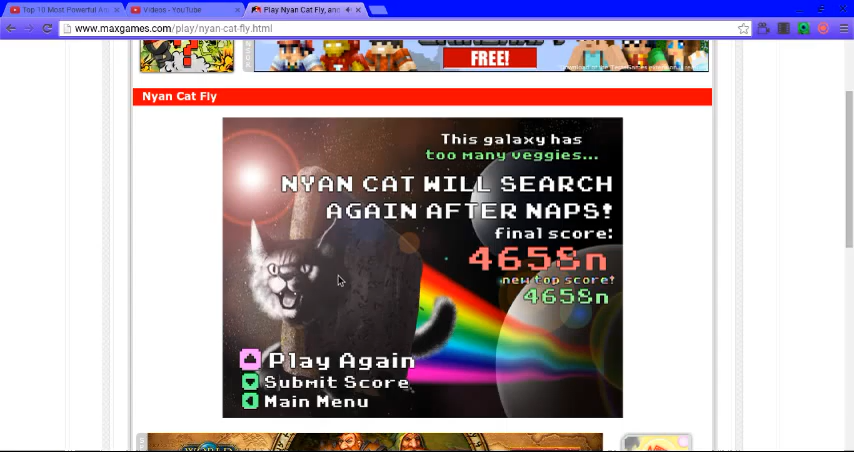 Top 10 Most Powerful An
Videos - YouTube
Play Nyan Cat Fly, and
www.maxgames.com/play/nyan-cat-fly.html
FREE!
Nyan Cat Fly
This galaxy has
too many veggies...
NYAN CAT WILL SEARCH
AGAIN AFTER NAPS!
final score:
4658n
new top score!
4658n
Play Again
Submit Score
Main Menu
WORLD